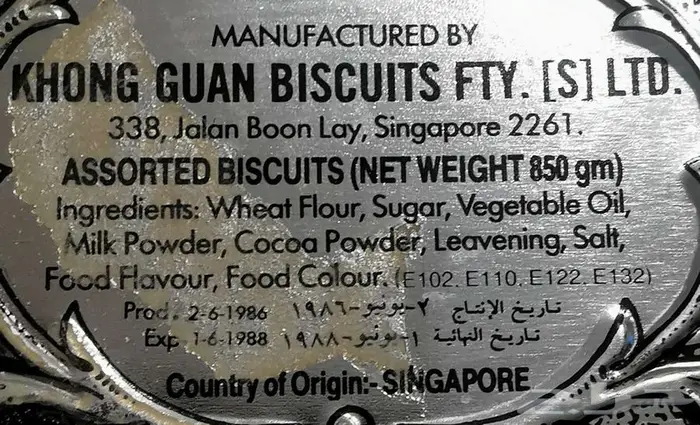 MANUFACTURED BY
KHONG GUAN BISCUITS FTY. [S] LTD.
338, Jalan Boon Lay, Singapore 2261.
ASSORTED BISCUITS (NET WEIGHT 850 gm)
Ingredients: Wheat Flour, Sugar, Vegetable Oil,
Milk Powder, Cocoa Powder, Leavening, Salt,
Food Flavour, Food Colour. (E102. E110. E122. E132)
Prod. 2-6-1986 تاريخ الإنتاج ٢-يونيو-١٩٨٦
Exp 1-6-1988 تاريخ النهائية ١-يونيو-١٩٨٨
Country of Origin:- SINGAPORE